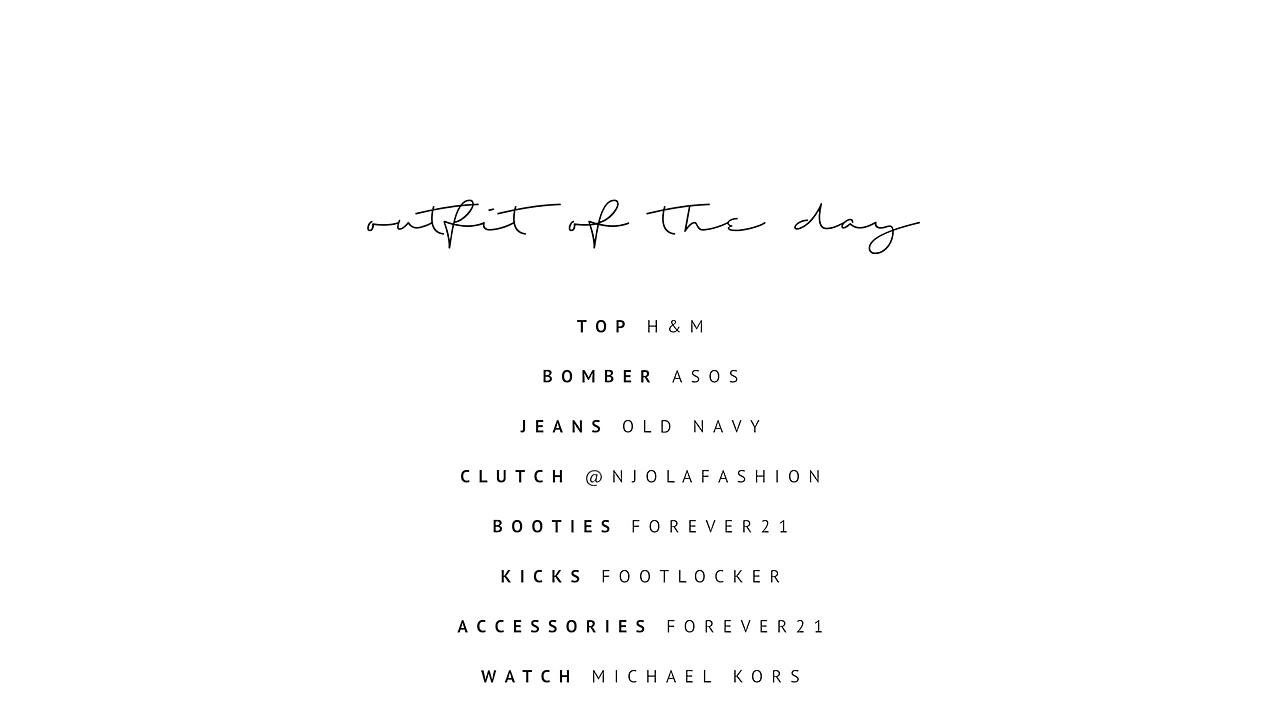 outfit of the day
TOP H&M
BOMBER ASOS
JEANS OLD NAVY
CLUTCH @NJOLAFASHION
BOOTIES FOREVER21
KICKS FOOTLOCKER
ACCESSORIES FOREVER21
WATCH MICHAEL KORS